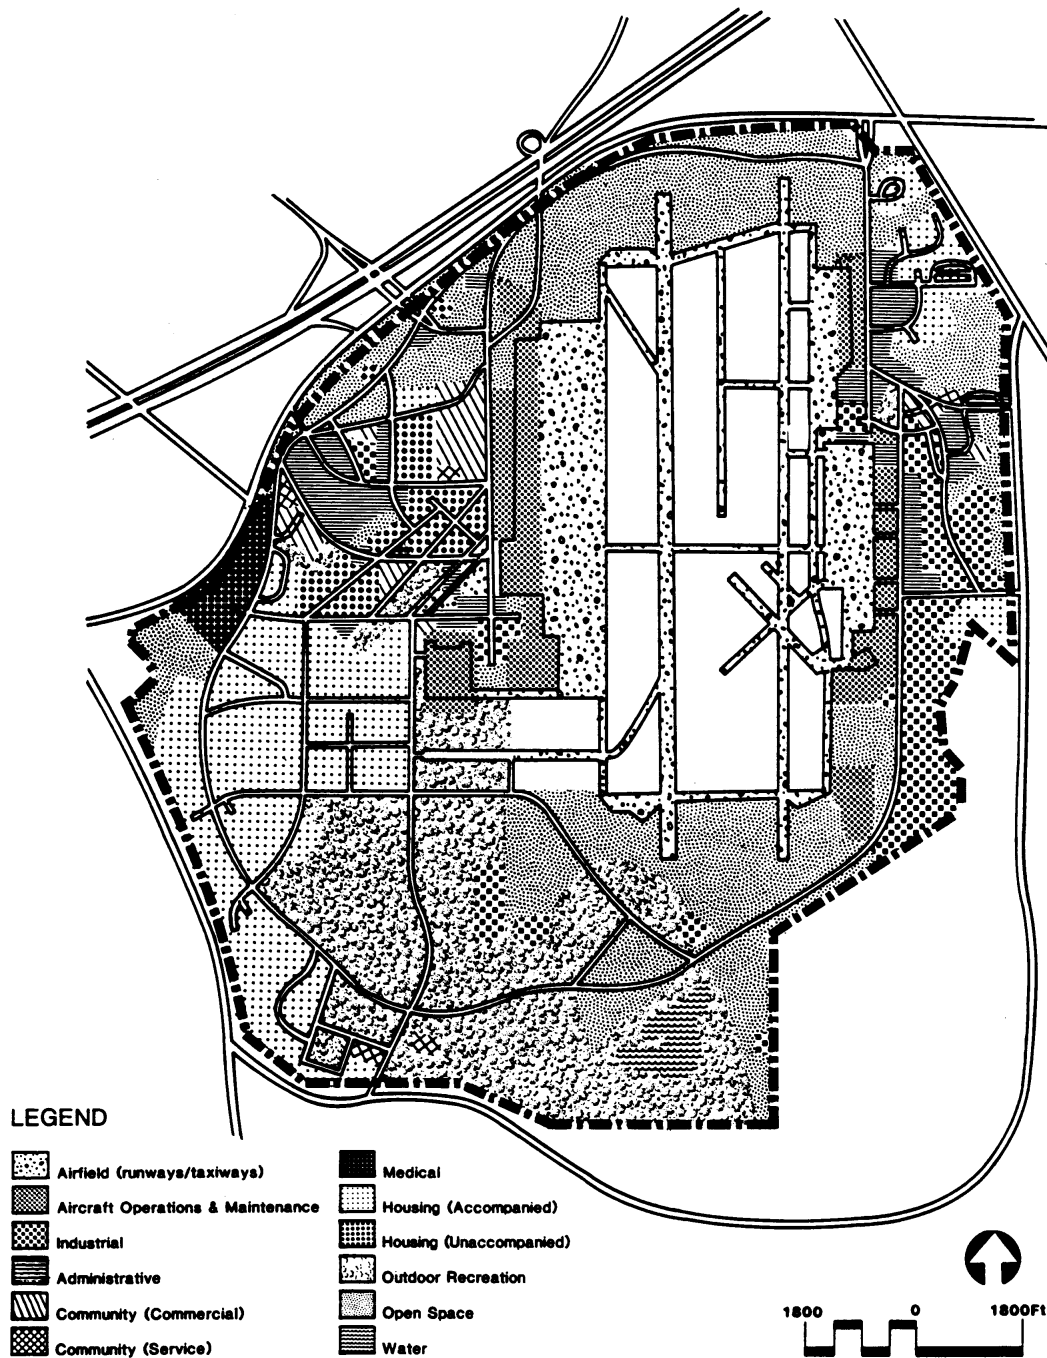 LEGEND
Airfield (runways/taxiways)
Aircraft Operations & Maintenance
Industrial
Administrative
Community (Commercial)
Community (Service)
Medical
Housing (Accompanied)
Housing (Unaccompanied)
Outdoor Recreation
Open Space
Water
1800 0 1800Ft